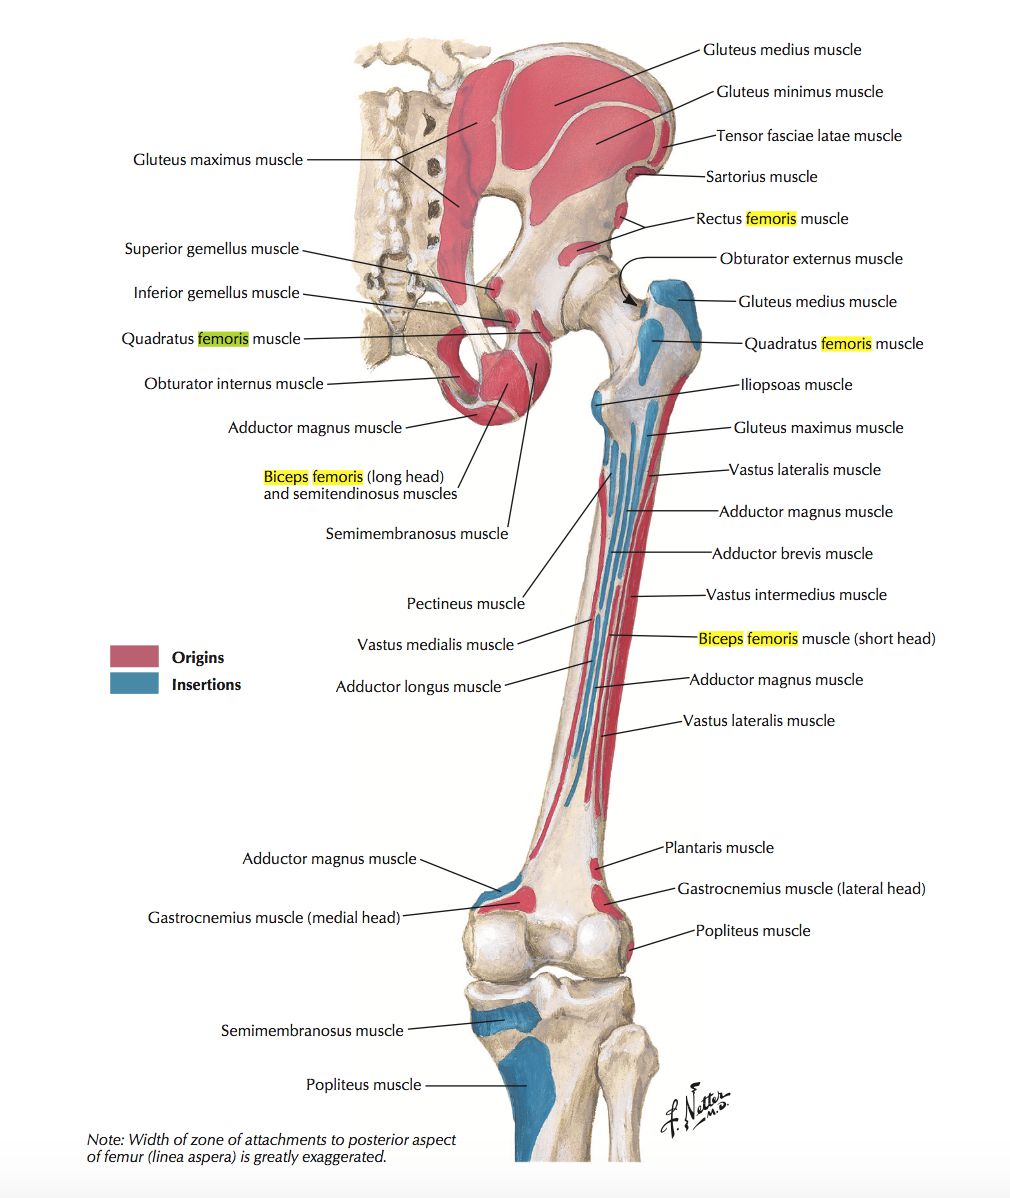 Gluteus medius muscle
Gluteus minimus muscle
Tensor fasciae latae muscle
Gluteus maximus muscle
Sartorius muscle
Rectus femoris muscle
Superior gemellus muscle
Obturator externus muscle
Inferior gemellus muscle
Gluteus medius muscle
Quadratus femoris muscle
Quadratus femoris muscle
Obturator internus muscle
Iliopsoas muscle
Adductor magnus muscle
Gluteus maximus muscle
Biceps femoris (long head)
and semitendinosus muscles
Vastus lateralis muscle
Semimembranosus muscle
Adductor magnus muscle
Adductor brevis muscle
Pectineus muscle
Vastus intermedius muscle
Vastus medialis muscle
Biceps femoris muscle (short head)
Origins
Insertions
Adductor longus muscle
Adductor magnus muscle
Vastus lateralis muscle
Adductor magnus muscle
Plantaris muscle
Gastrocnemius muscle (medial head)
Gastrocnemius muscle (lateral head)
Popliteus muscle
Semimembranosus muscle
Popliteus muscle
F. Netter
M.D.
Note: Width of zone of attachments to posterior aspect
of femur (linea aspera) is greatly exaggerated.